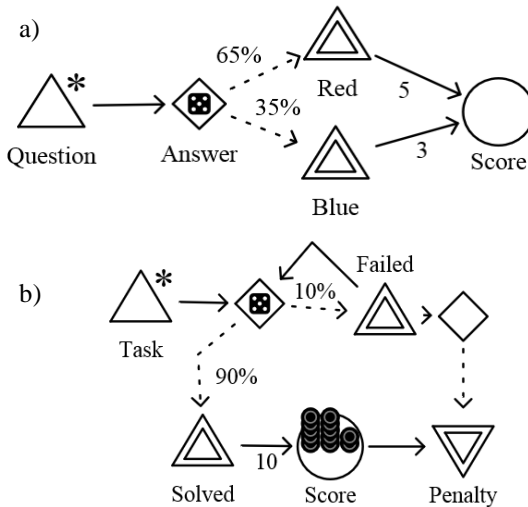 a)
65%
Red
5
*
35%
Question
Answer
3
Score
Blue
Failed
b)
*
10%
Task
90%
10
Solved
Score
Penalty